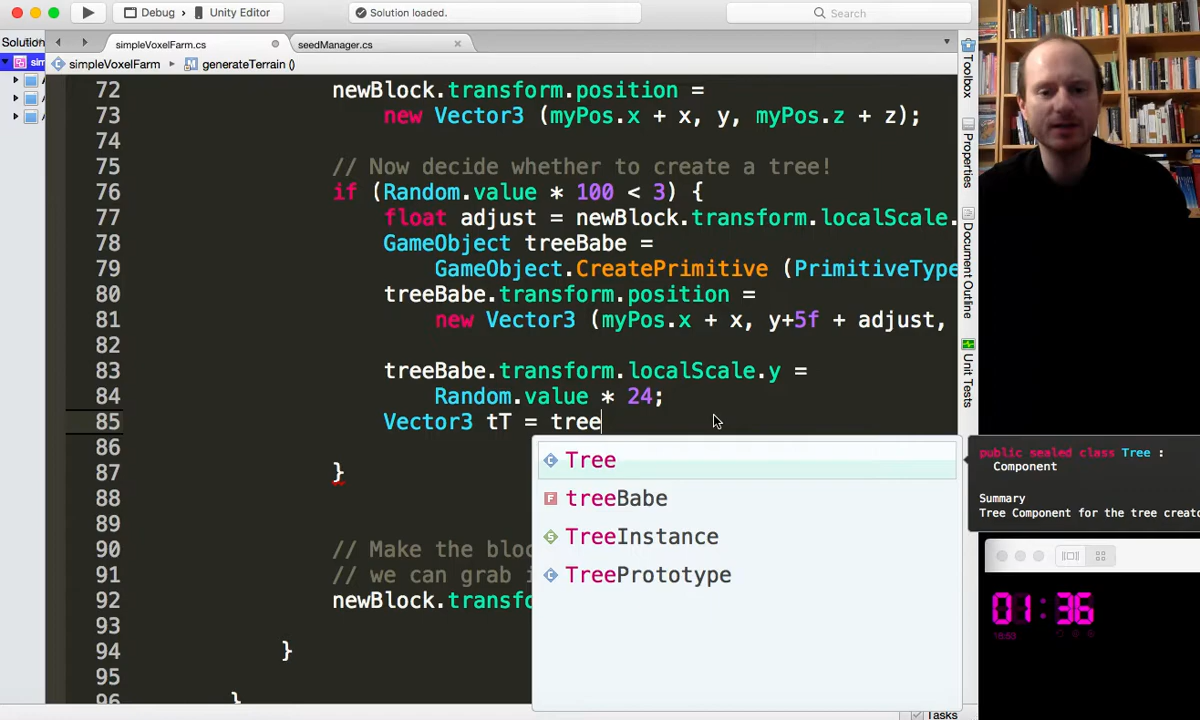 Debug
Unity Editor
Solution loaded.
Search
Solution
simpleVoxelFarm.cs
seedManager.cs
sim
simpleVoxelFarm
generateTerrain ()
72 newBlock.transform.position =
73 new Vector3 (myPos.x + x, y, myPos.z + z);
74
75 // Now decide whether to create a tree!
76 if (Random.value * 100 < 3) {
77 float adjust = newBlock.transform.localScale.
78 GameObject treeBabe =
79 GameObject.CreatePrimitive (PrimitiveType
80 treeBabe.transform.position =
81 new Vector3 (myPos.x + x, y+5f + adjust,
82
83 treeBabe.transform.localScale.y =
84 Random.value * 24;
85 Vector3 tT = tree
86
87 }
88
89
90 // Make the bloc
91 // we can grab i
92 newBlock.transfo
93
94 }
95
96 }
Tree
treeBabe
TreeInstance
TreePrototype
public sealed class Tree :
Component
Summary
Tree Component for the tree creato
Toolbox
Properties
Document Outline
Unit Tests
Tasks
01:36